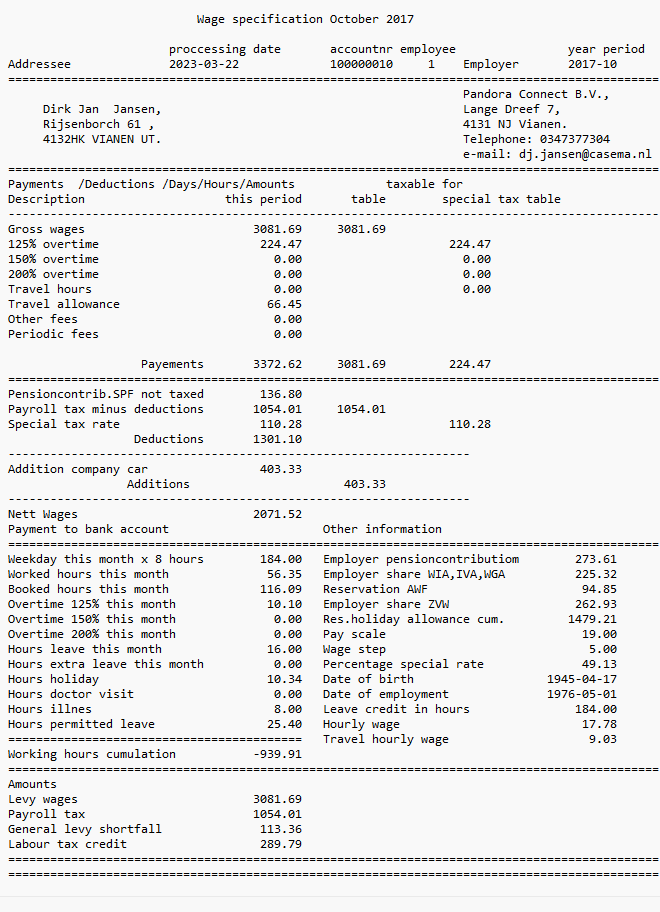 Wage specification October 2017
proccessing date accountnr employee year period
Addressee 2023-03-22 100000010 1 Employer 2017-10
================================================================================
Pandora Connect B.V.,
Dirk Jan  Jansen, Lange Dreef 7,
Rijsenborch 61 , 4131 NJ Vianen.
4132HK VIANEN UT. Telephone: 0347377304
e-mail: dj.jansen@casema.nl
================================================================================
Payments  /Deductions /Days/Hours/Amounts taxable for
Description this period table special tax table
--------------------------------------------------------------------------------
Gross wages 3081.69 3081.69
125% overtime 224.47 224.47
150% overtime 0.00 0.00
200% overtime 0.00 0.00
Travel hours 0.00 0.00
Travel allowance 66.45
Other fees 0.00
Periodic fees 0.00
Payements 3372.62 3081.69 224.47
================================================================================
Pensioncontrib.SPF not taxed 136.80
Payroll tax minus deductions 1054.01 1054.01
Special tax rate 110.28 110.28
Deductions 1301.10
------------------------------------------------------------------
Addition company car 403.33
Additions 403.33
------------------------------------------------------------------
Nett Wages 2071.52
Payment to bank account Other information
================================================================================
Weekday this month x 8 hours 184.00 Employer pensioncontributiom 273.61
Worked hours this month 56.35 Employer share WIA,IVA,WGA 225.32
Booked hours this month 116.09 Reservation AWF 94.85
Overtime 125% this month 10.10 Employer share ZVW 262.93
Overtime 150% this month 0.00 Res.holiday allowance cum. 1479.21
Overtime 200% this month 0.00 Pay scale 19.00
Hours leave this month 16.00 Wage step 5.00
Hours extra leave this month 0.00 Percentage special rate 49.13
Hours holiday 10.34 Date of birth 1945-04-17
Hours doctor visit 0.00 Date of employment 1976-05-01
Hours illnes 8.00 Leave credit in hours 184.00
Hours permitted leave 25.40 Hourly wage 17.78
========================================== Travel hourly wage 9.03
Working hours cumulation -939.91
================================================================================
Amounts
Levy wages 3081.69
Payroll tax 1054.01
General levy shortfall 113.36
Labour tax credit 289.79
================================================================================
================================================================================